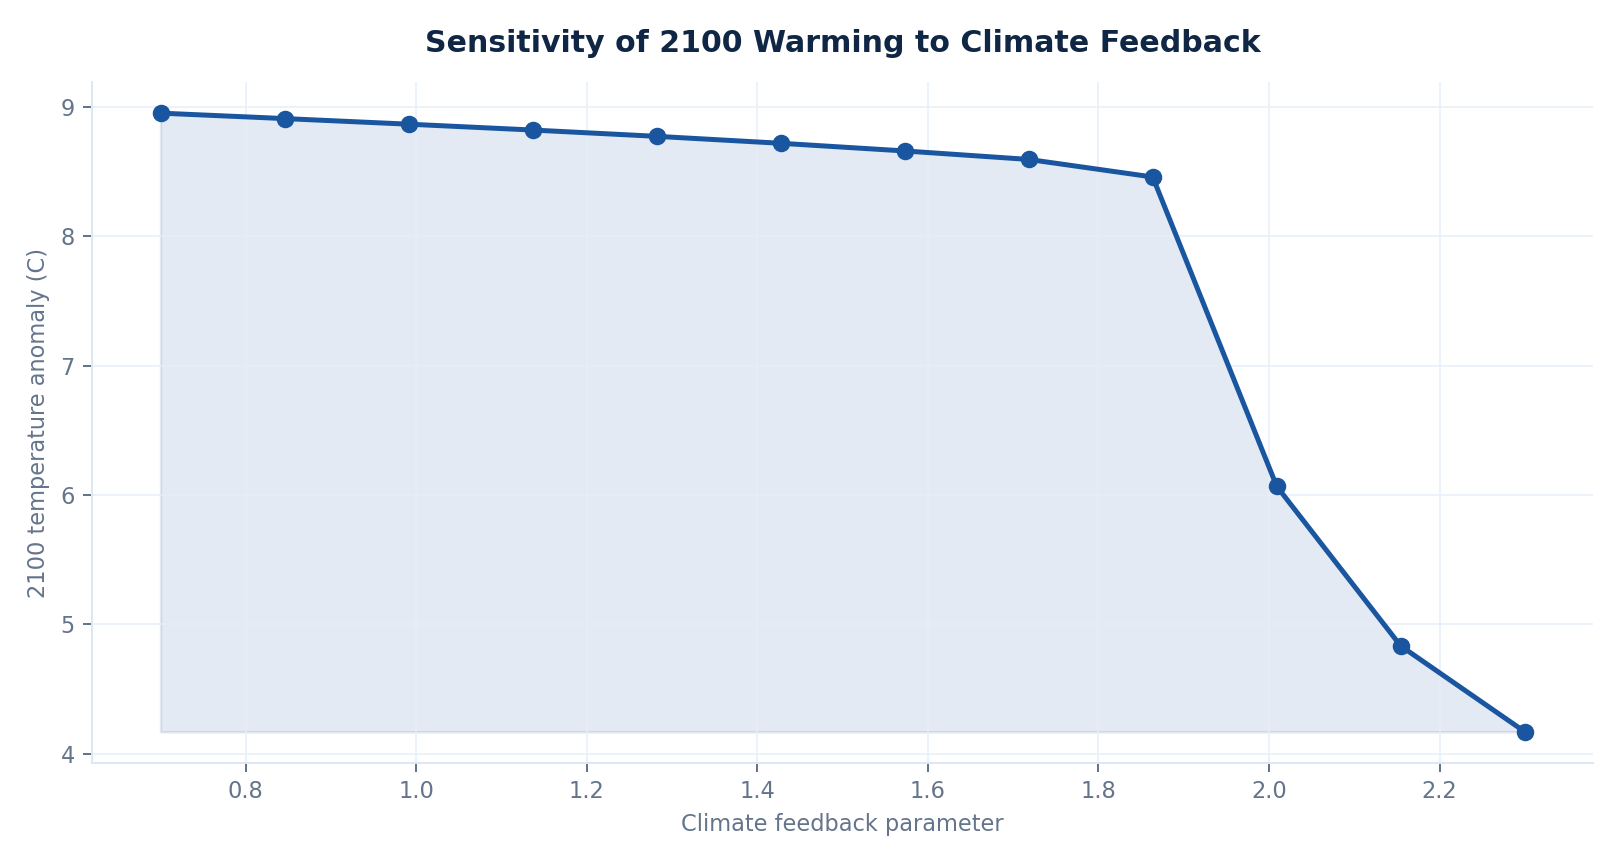 Sensitivity of 2100 Warming to Climate Feedback
2100 temperature anomaly (C)
9
8
7
6
5
4
0.8 1.0 1.2 1.4 1.6 1.8 2.0 2.2
Climate feedback parameter